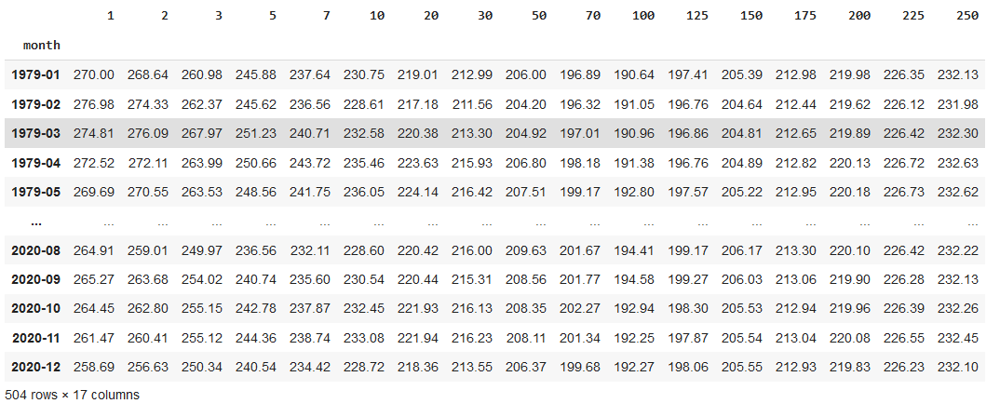 1 2 3 5 7 10 20 30 50 70 100 125 150 175 200 225 250
month
1979-01 270.00 268.64 260.98 245.88 237.64 230.75 219.01 212.99 206.00 196.89 190.64 197.41 205.39 212.98 219.98 226.35 232.13
1979-02 276.98 274.33 262.37 245.62 236.56 228.61 217.18 211.56 204.20 196.32 191.05 196.76 204.64 212.44 219.62 226.12 231.98
1979-03 274.81 276.09 267.97 251.23 240.71 232.58 220.38 213.30 204.92 197.01 190.96 196.86 204.81 212.65 219.89 226.42 232.30
1979-04 272.52 272.11 263.99 250.66 243.72 235.46 223.63 215.93 206.80 198.18 191.38 196.76 204.89 212.82 220.13 226.72 232.63
1979-05 269.69 270.55 263.53 248.56 241.75 236.05 224.14 216.42 207.51 199.17 192.80 197.57 205.22 212.95 220.18 226.73 232.62
... ... ... ... ... ... ... ... ... ... ... ... ... ... ... ... ... ...
2020-08 264.91 259.01 249.97 236.56 232.11 228.60 220.42 216.00 209.63 201.67 194.41 199.17 206.17 213.30 220.10 226.42 232.22
2020-09 265.27 263.68 254.02 240.74 235.60 230.54 220.44 215.31 208.56 201.77 194.58 199.27 206.03 213.06 219.90 226.28 232.13
2020-10 264.45 262.80 255.15 242.78 237.87 232.45 221.93 216.13 208.35 202.27 192.94 198.30 205.53 212.94 219.96 226.39 232.26
2020-11 261.47 260.41 255.12 244.36 238.74 233.08 221.94 216.23 208.11 201.34 192.25 197.87 205.54 213.04 220.08 226.55 232.45
2020-12 258.69 256.63 250.34 240.54 234.42 228.72 218.36 213.55 206.37 199.68 192.27 198.06 205.55 212.93 219.83 226.23 232.10
504 rows × 17 columns